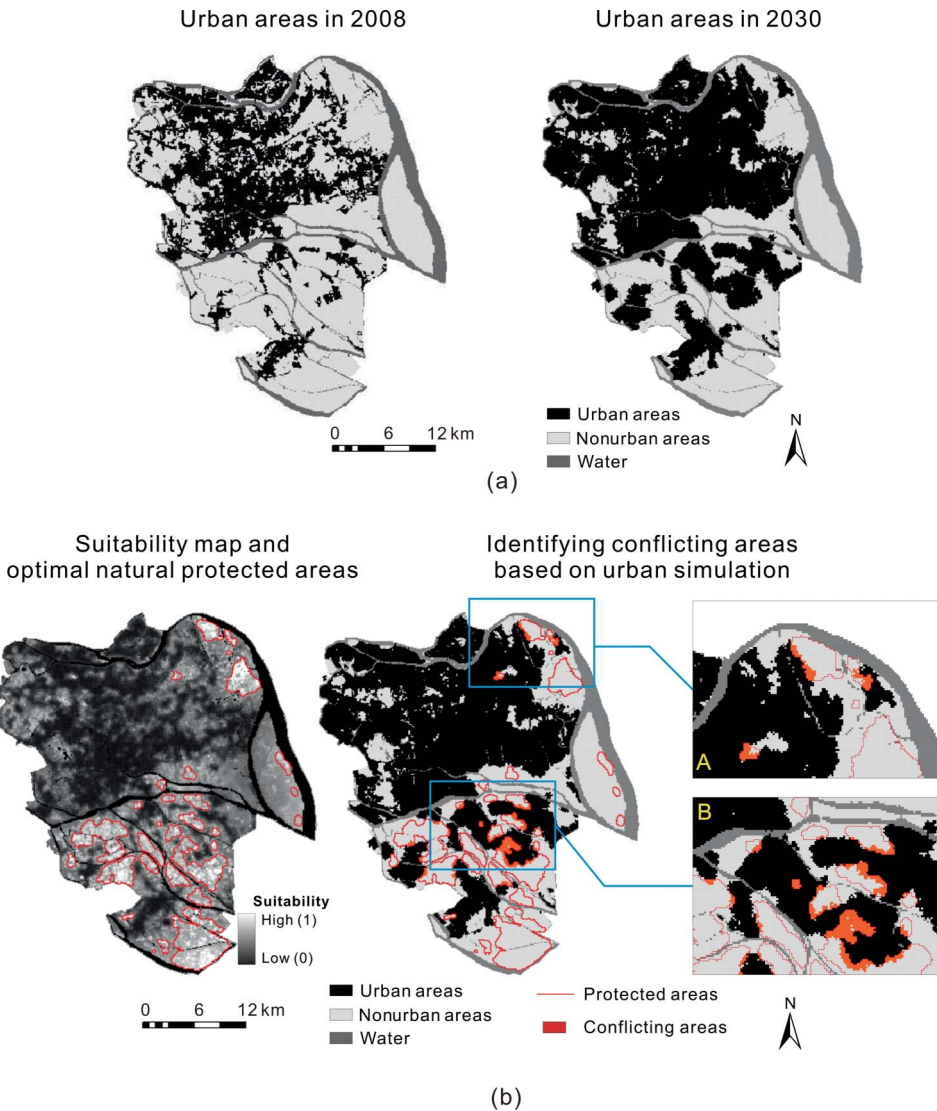 Urban areas in 2008
Urban areas in 2030
0 6 12 km
Urban areas
Nonurban areas
Water
N
(a)
Suitability map and
optimal natural protected areas
Identifying conflicting areas
based on urban simulation
A
B
Suitability
High (1)
Low (0)
0 6 12 km
Urban areas
Nonurban areas
Water
Protected areas
Conflicting areas
N
(b)